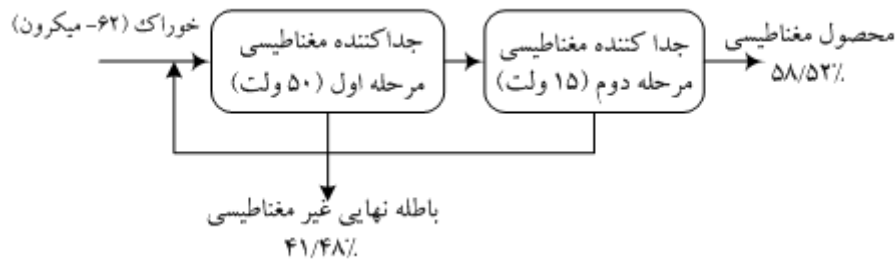 خوراک (۶۲- میکرون)
جداکننده مغناطیسی
مرحله اول (۵۰ ولت)
جدا کننده مغناطیسی
مرحله دوم (۱۵ ولت)
محصول مغناطیسی
۵۸/۵۲٪
باطله نهایی غیر مغناطیسی
۴۱/۴۸٪